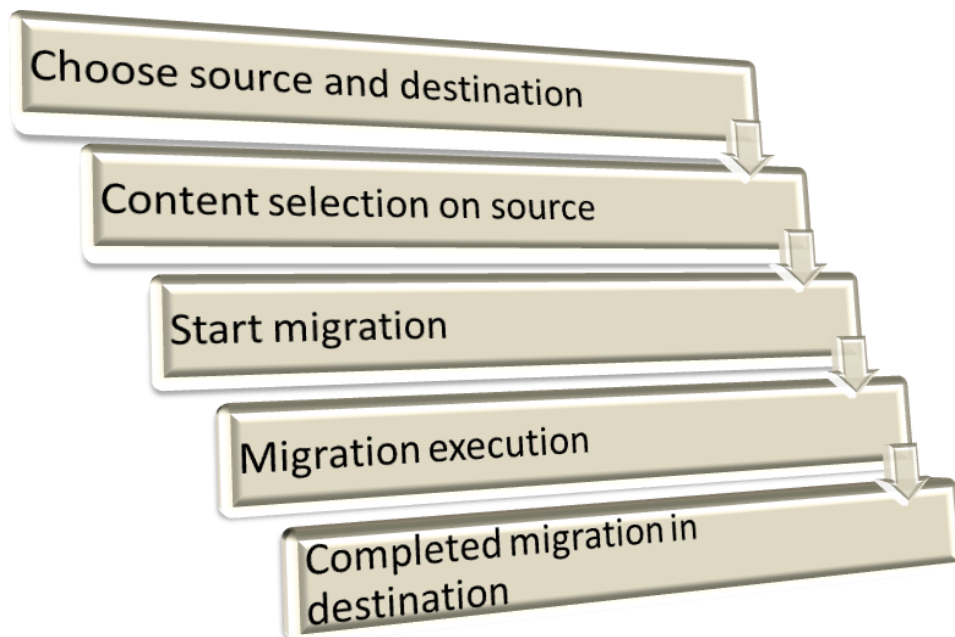 Choose source and destination
Content selection on source
Start migration
Migration execution
Completed migration in
destination